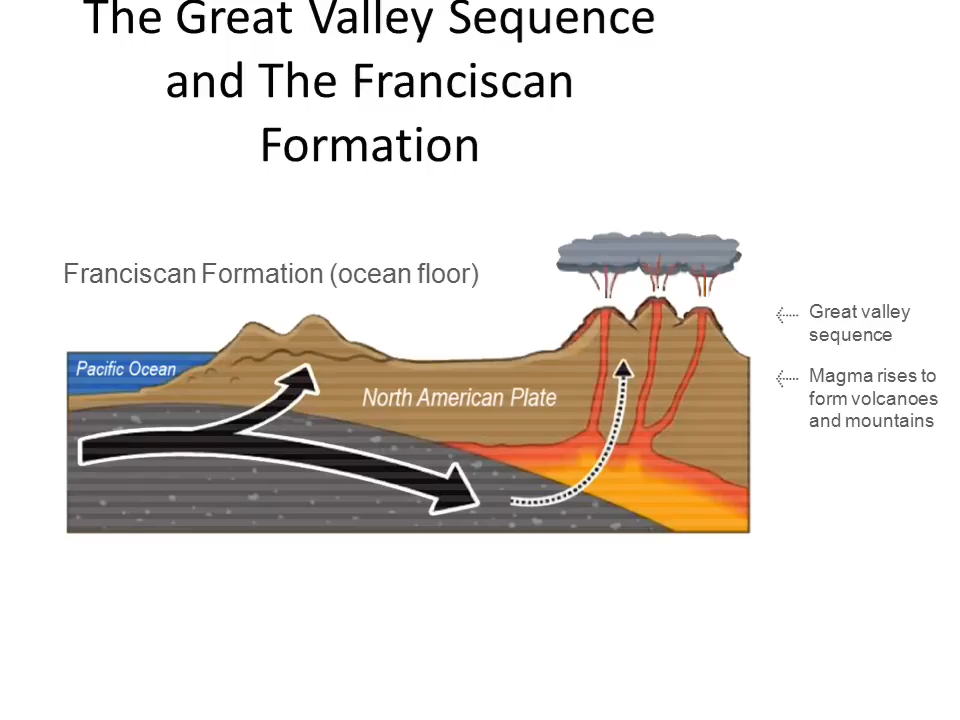 The Great Valley Sequence
and The Franciscan
Formation
Franciscan Formation (ocean floor)
Great valley
sequence
Pacific Ocean
Magma rises to
form volcanoes
and mountains
North American Plate